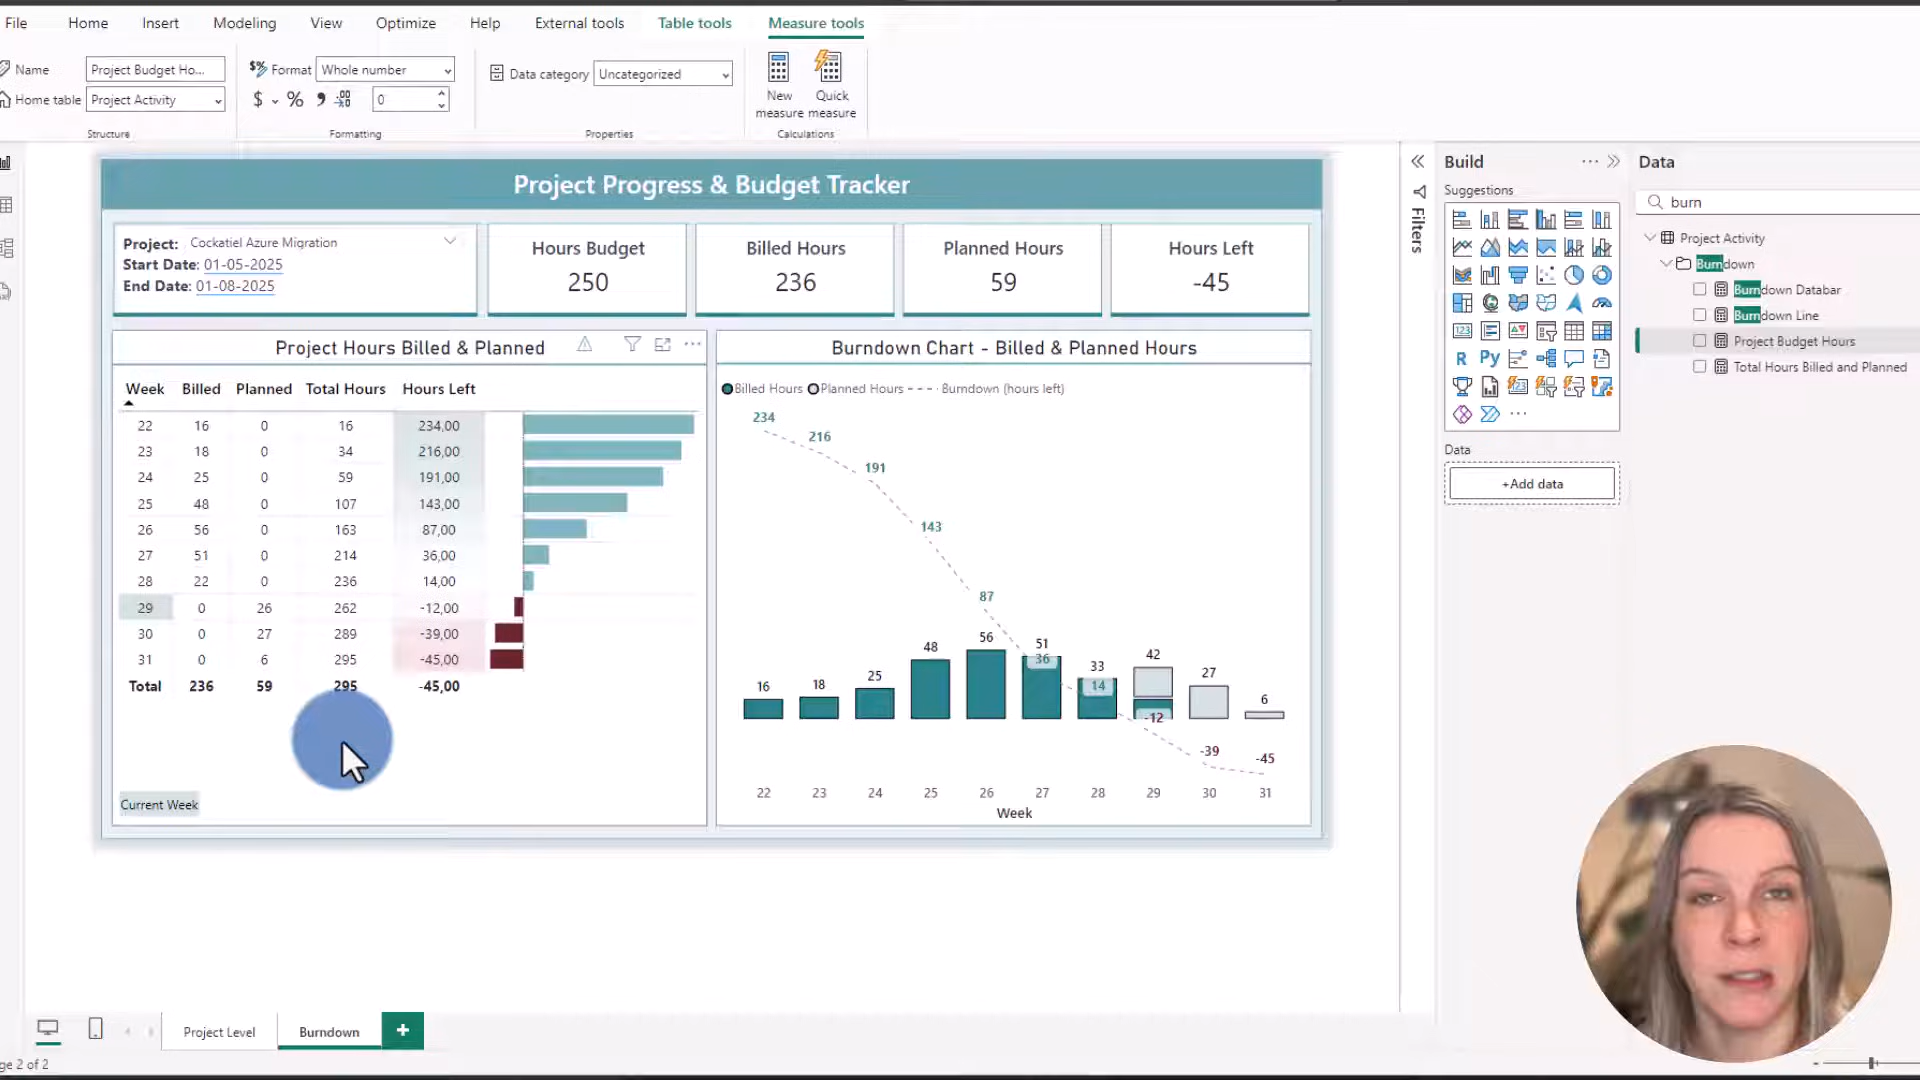 File Home Insert Modeling View Optimize Help External tools Table tools Measure tools
Name Project Budget Ho...
Home table Project Activity
Structure
$% Format Whole number
$ % 0
Formatting
Data category Uncategorized
Properties
New measure
Quick measure
Calculations
Project Progress & Budget Tracker
Project: Cockatiel Azure Migration
Start Date: 01-05-2025
End Date: 01-08-2025
Hours Budget
250
Billed Hours
236
Planned Hours
59
Hours Left
-45
Project Hours Billed & Planned
Week Billed Planned Total Hours Hours Left
22 16 0 16 234,00
23 18 0 34 216,00
24 25 0 59 191,00
25 48 0 107 143,00
26 56 0 163 87,00
27 51 0 214 36,00
28 22 0 236 14,00
29 0 26 262 -12,00
30 0 27 289 -39,00
31 0 6 295 -45,00
Total 236 59 295 -45,00
Current Week
Burndown Chart - Billed & Planned Hours
Billed Hours Planned Hours Burndown (hours left)
234
216
191
143
87
16 18 25 48 56 51 33 42 27 6
36 14 -12 -39 -45
22 23 24 25 26 27 28 29 30 31
Week
Filters
Build
Suggestions
123
R Py
Data
+Add data
Data
burn
Project Activity
Burndown
Burndown Databar
Burndown Line
Project Budget Hours
Total Hours Billed and Planned
Project Level Burndown +
ge 2 of 2